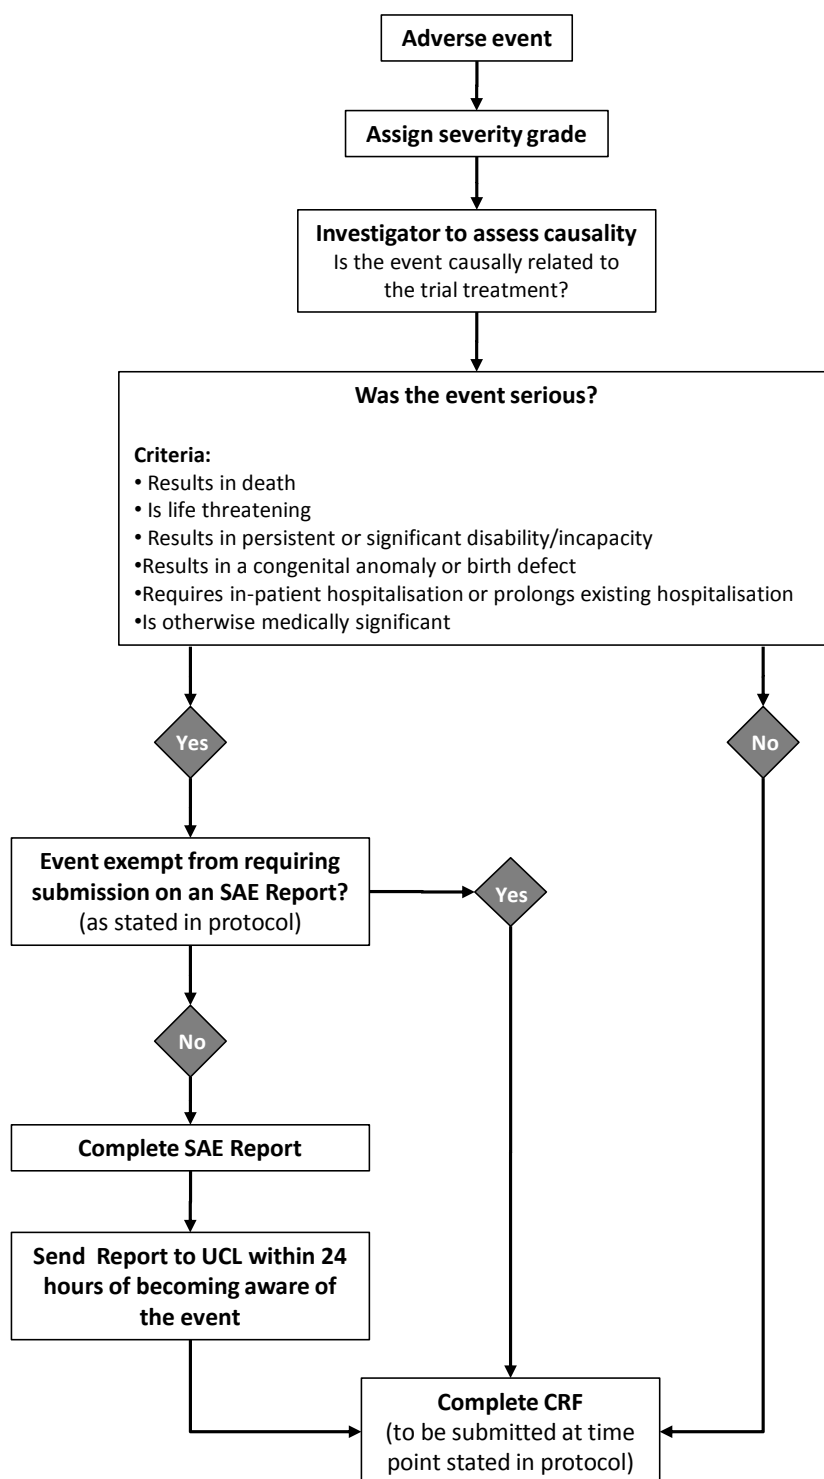 Adverse event
Assign severity grade
Investigator to assess causality
Is the event causally related to
the trial treatment?
Was the event serious?
Criteria:
• Results in death
• Is life threatening
• Results in persistent or significant disability/incapacity
•Results in a congenital anomaly or birth defect
•Requires in-patient hospitalisation or prolongs existing hospitalisation
•Is otherwise medically significant
Yes
No
Event exempt from requiring
submission on an SAE Report?
(as stated in protocol)
Yes
No
Complete SAE Report
Send Report to UCL within 24
hours of becoming aware of
the event
Complete CRF
(to be submitted at time
point stated in protocol)